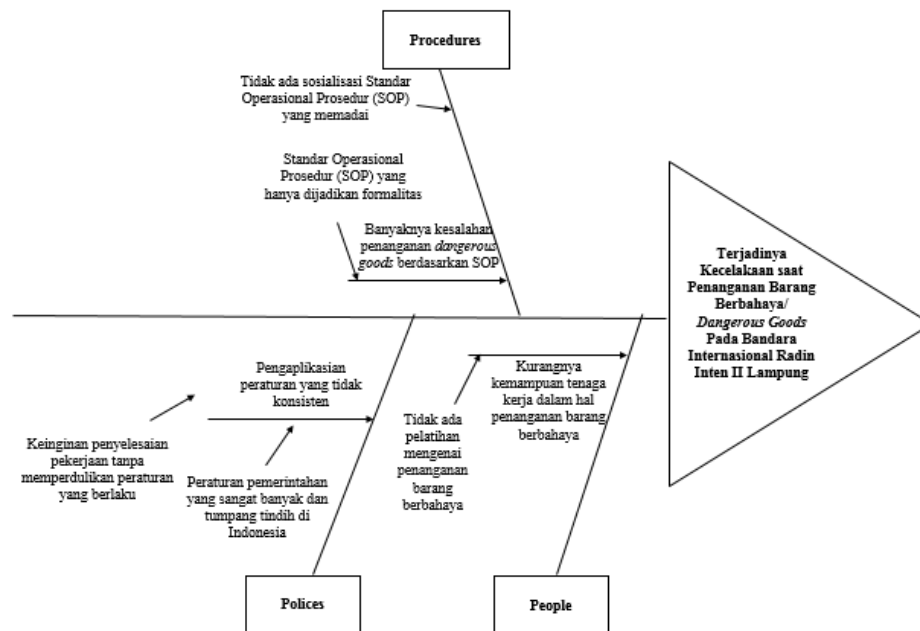 Procedures
Tidak ada sosialisasi Standar
Operasional Prosedur (SOP)
yang memadai
Standar Operasional
Prosedur (SOP) yang
hanya dijadikan formalitas
Banyaknya kesalahan
penanganan dangerous
goods berdasarkan SOP
Terjadinya
Kecelakaan saat
Penanganan Barang
Berbahaya/
Dangerous Goods
Pada Bandara
Internasional Radin
Inten II Lampung
Pengaplikasian
peraturan yang tidak
konsisten
Keinginan penyelesaian
pekerjaan tanpa
memperdulikan peraturan
yang berlaku
Peraturan pemerintahan
yang sangat banyak dan
tumpang tindih di
Indonesia
Kurangnya
kemampuan tenaga
kerja dalam hal
penanganan barang
berbahaya
Tidak ada
pelatihan
mengenai
penanganan
barang
berbahaya
Polices
People